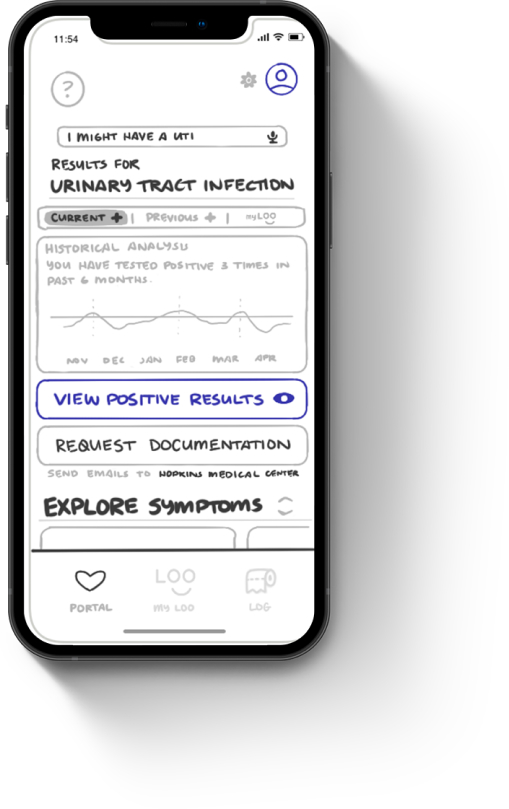 11:54
?
I MIGHT HAVE A UTI
RESULTS FOR
URINARY TRACT INFECTION
CURRENT + | PREVIOUS + | myLOO
HISTORICAL ANALYSIS
YOU HAVE TESTED POSITIVE 3 TIMES IN
PAST 6 MONTHS.
NOV DEC JAN FEB MAR APR
VIEW POSITIVE RESULTS
REQUEST DOCUMENTATION
SEND EMAILS TO HOPKINS MEDICAL CENTER
EXPLORE SYMPTOMS
LOO
PORTAL MY LOO LOG